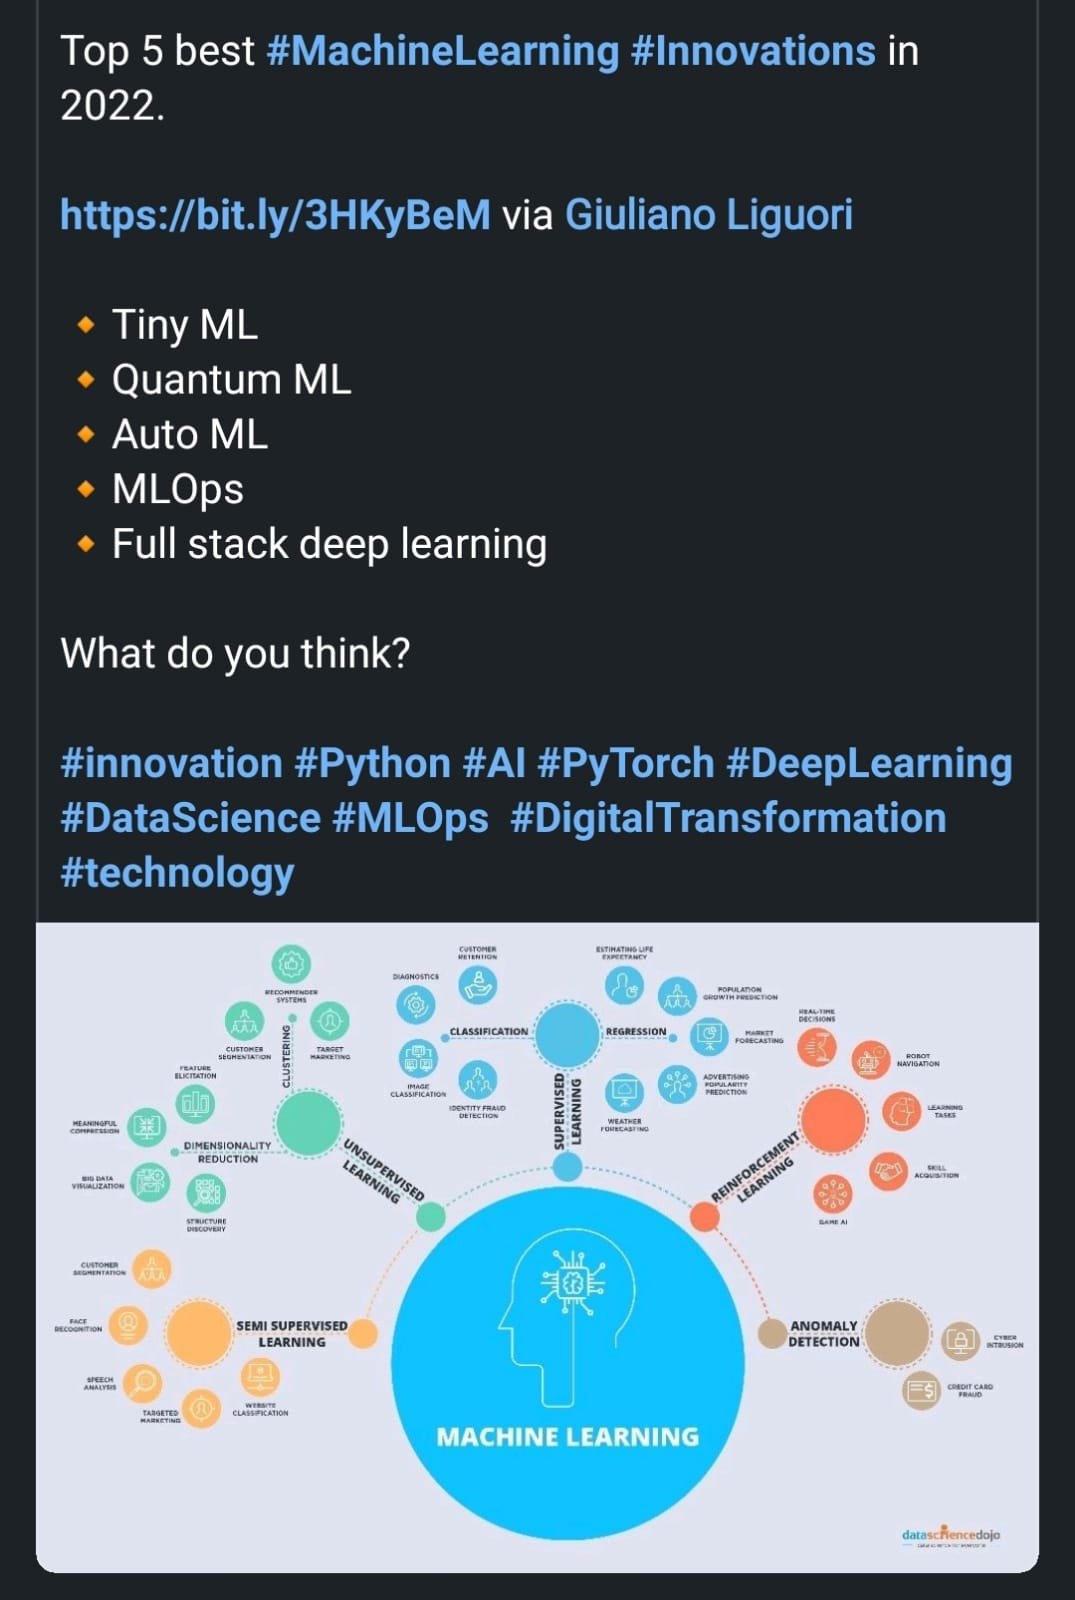 Top 5 best #MachineLearning #Innovations in
2022.
https://bit.ly/3HKyBeM via Giuliano Liguori
🔸 Tiny ML
🔸 Quantum ML
🔸 Auto ML
🔸 MLOps
🔸 Full stack deep learning
What do you think?
#innovation #Python #AI #PyTorch #DeepLearning
#DataScience #MLOps #DigitalTransformation
#technology
RECOMMENDER
SYSTEMS
CUSTOMER
SEGMENTATION
TARGET
MARKETING
CLUSTERING
FEATURE
ELICITATION
MEANINGFUL
COMPRESSION
DIMENSIONALITY
REDUCTION
BIG DATA
VISUALIZATION
STRUCTURE
DISCOVERY
UNSUPERVISED
LEARNING
CUSTOMER
RETENTION
DIAGNOSTICS
CLASSIFICATION
IMAGE
CLASSIFICATION
IDENTITY FRAUD
DETECTION
SUPERVISED
LEARNING
ESTIMATING LIFE
EXPECTANCY
POPULATION
GROWTH PREDICTION
REGRESSION
MARKET
FORECASTING
ADVERTISING
POPULARITY
PREDICTION
WEATHER
FORECASTING
REAL-TIME
DECISIONS
ROBOT
NAVIGATION
LEARNING
TASKS
SKILL
ACQUISITION
GAME AI
REINFORCEMENT
LEARNING
CUSTOMER
SEGMENTATION
FACE
RECOGNITION
SEMI SUPERVISED
LEARNING
SPEECH
ANALYSIS
TARGETED
MARKETING
WEBSITE
CLASSIFICATION
ANOMALY
DETECTION
CYBER
INTRUSION
CREDIT CARD
FRAUD
MACHINE LEARNING
datasciencedojo